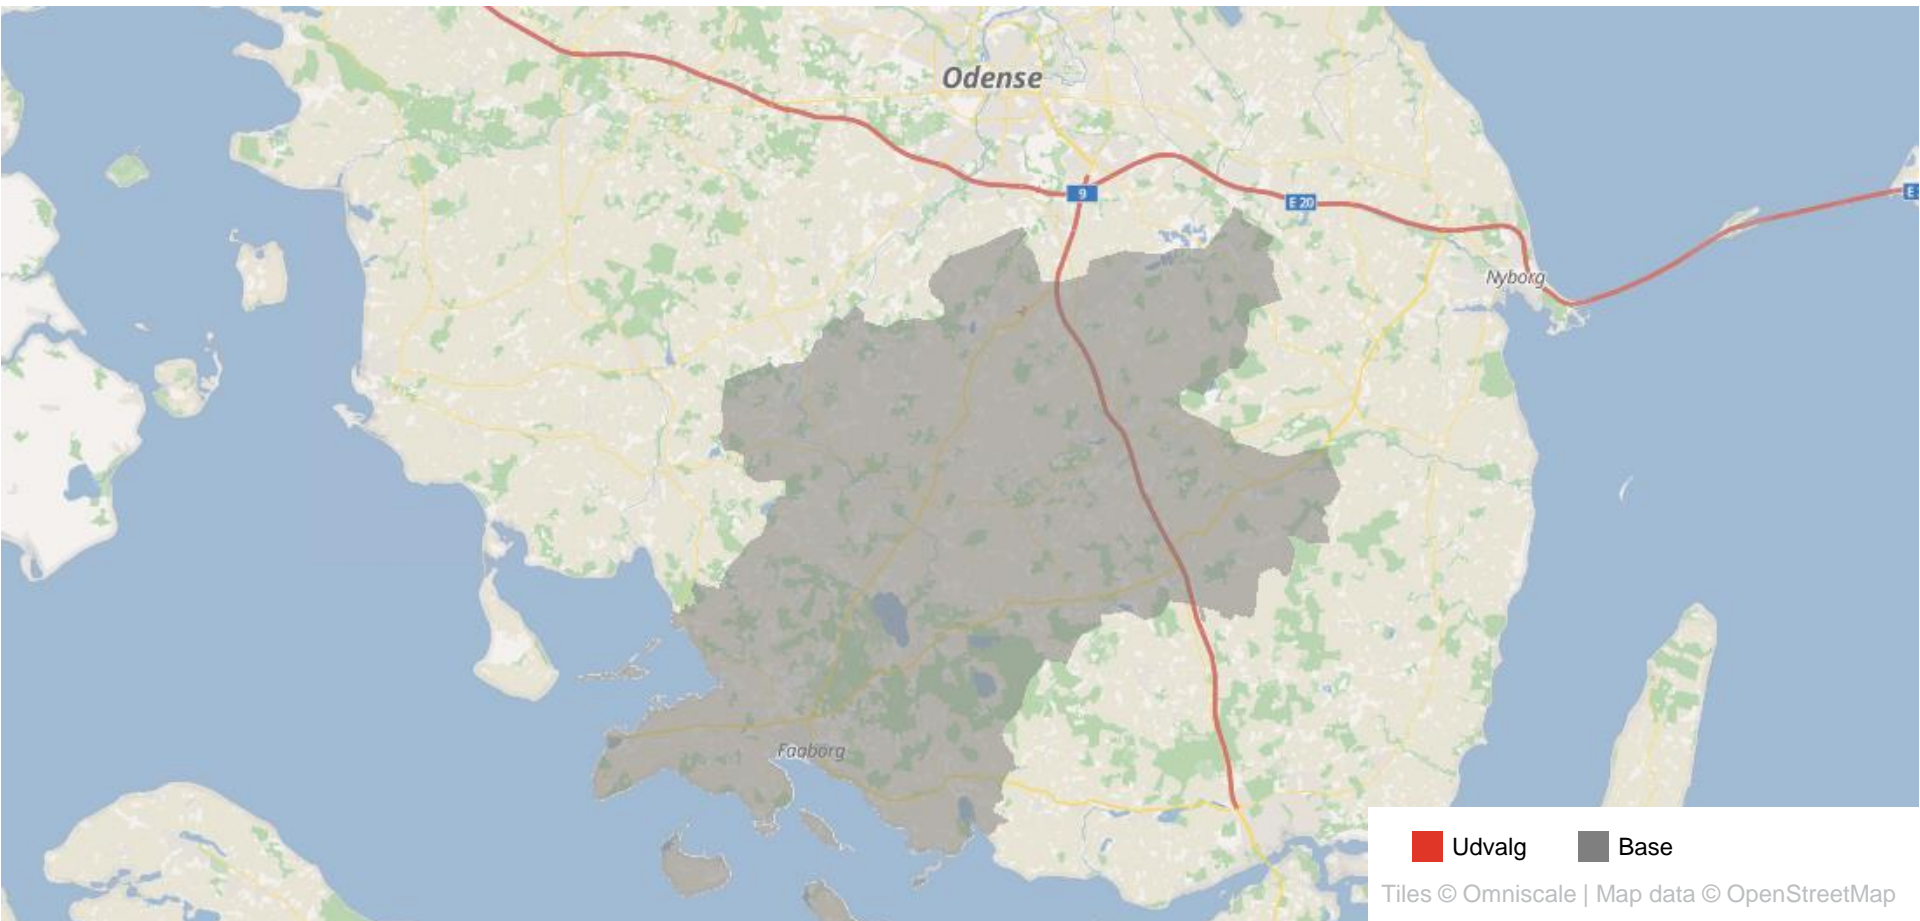 Odense
9
E 20
E
Nyborg
Faaborg
Udvalg
Base
Tiles © Omniscale | Map data © OpenStreetMap